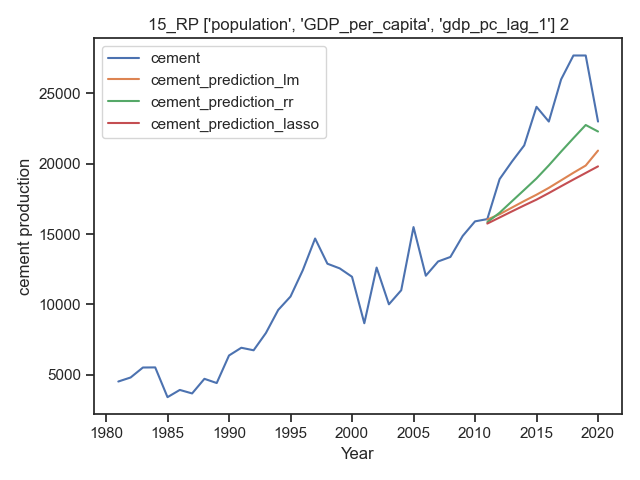 15_RP ['population', 'GDP_per_capita', 'gdp_pc_lag_1'] 2
cement
cement_prediction_lm
cement_prediction_rr
cement_prediction_lasso
cement production
25000
20000
15000
10000
5000
1980 1985 1990 1995 2000 2005 2010 2015 2020
Year